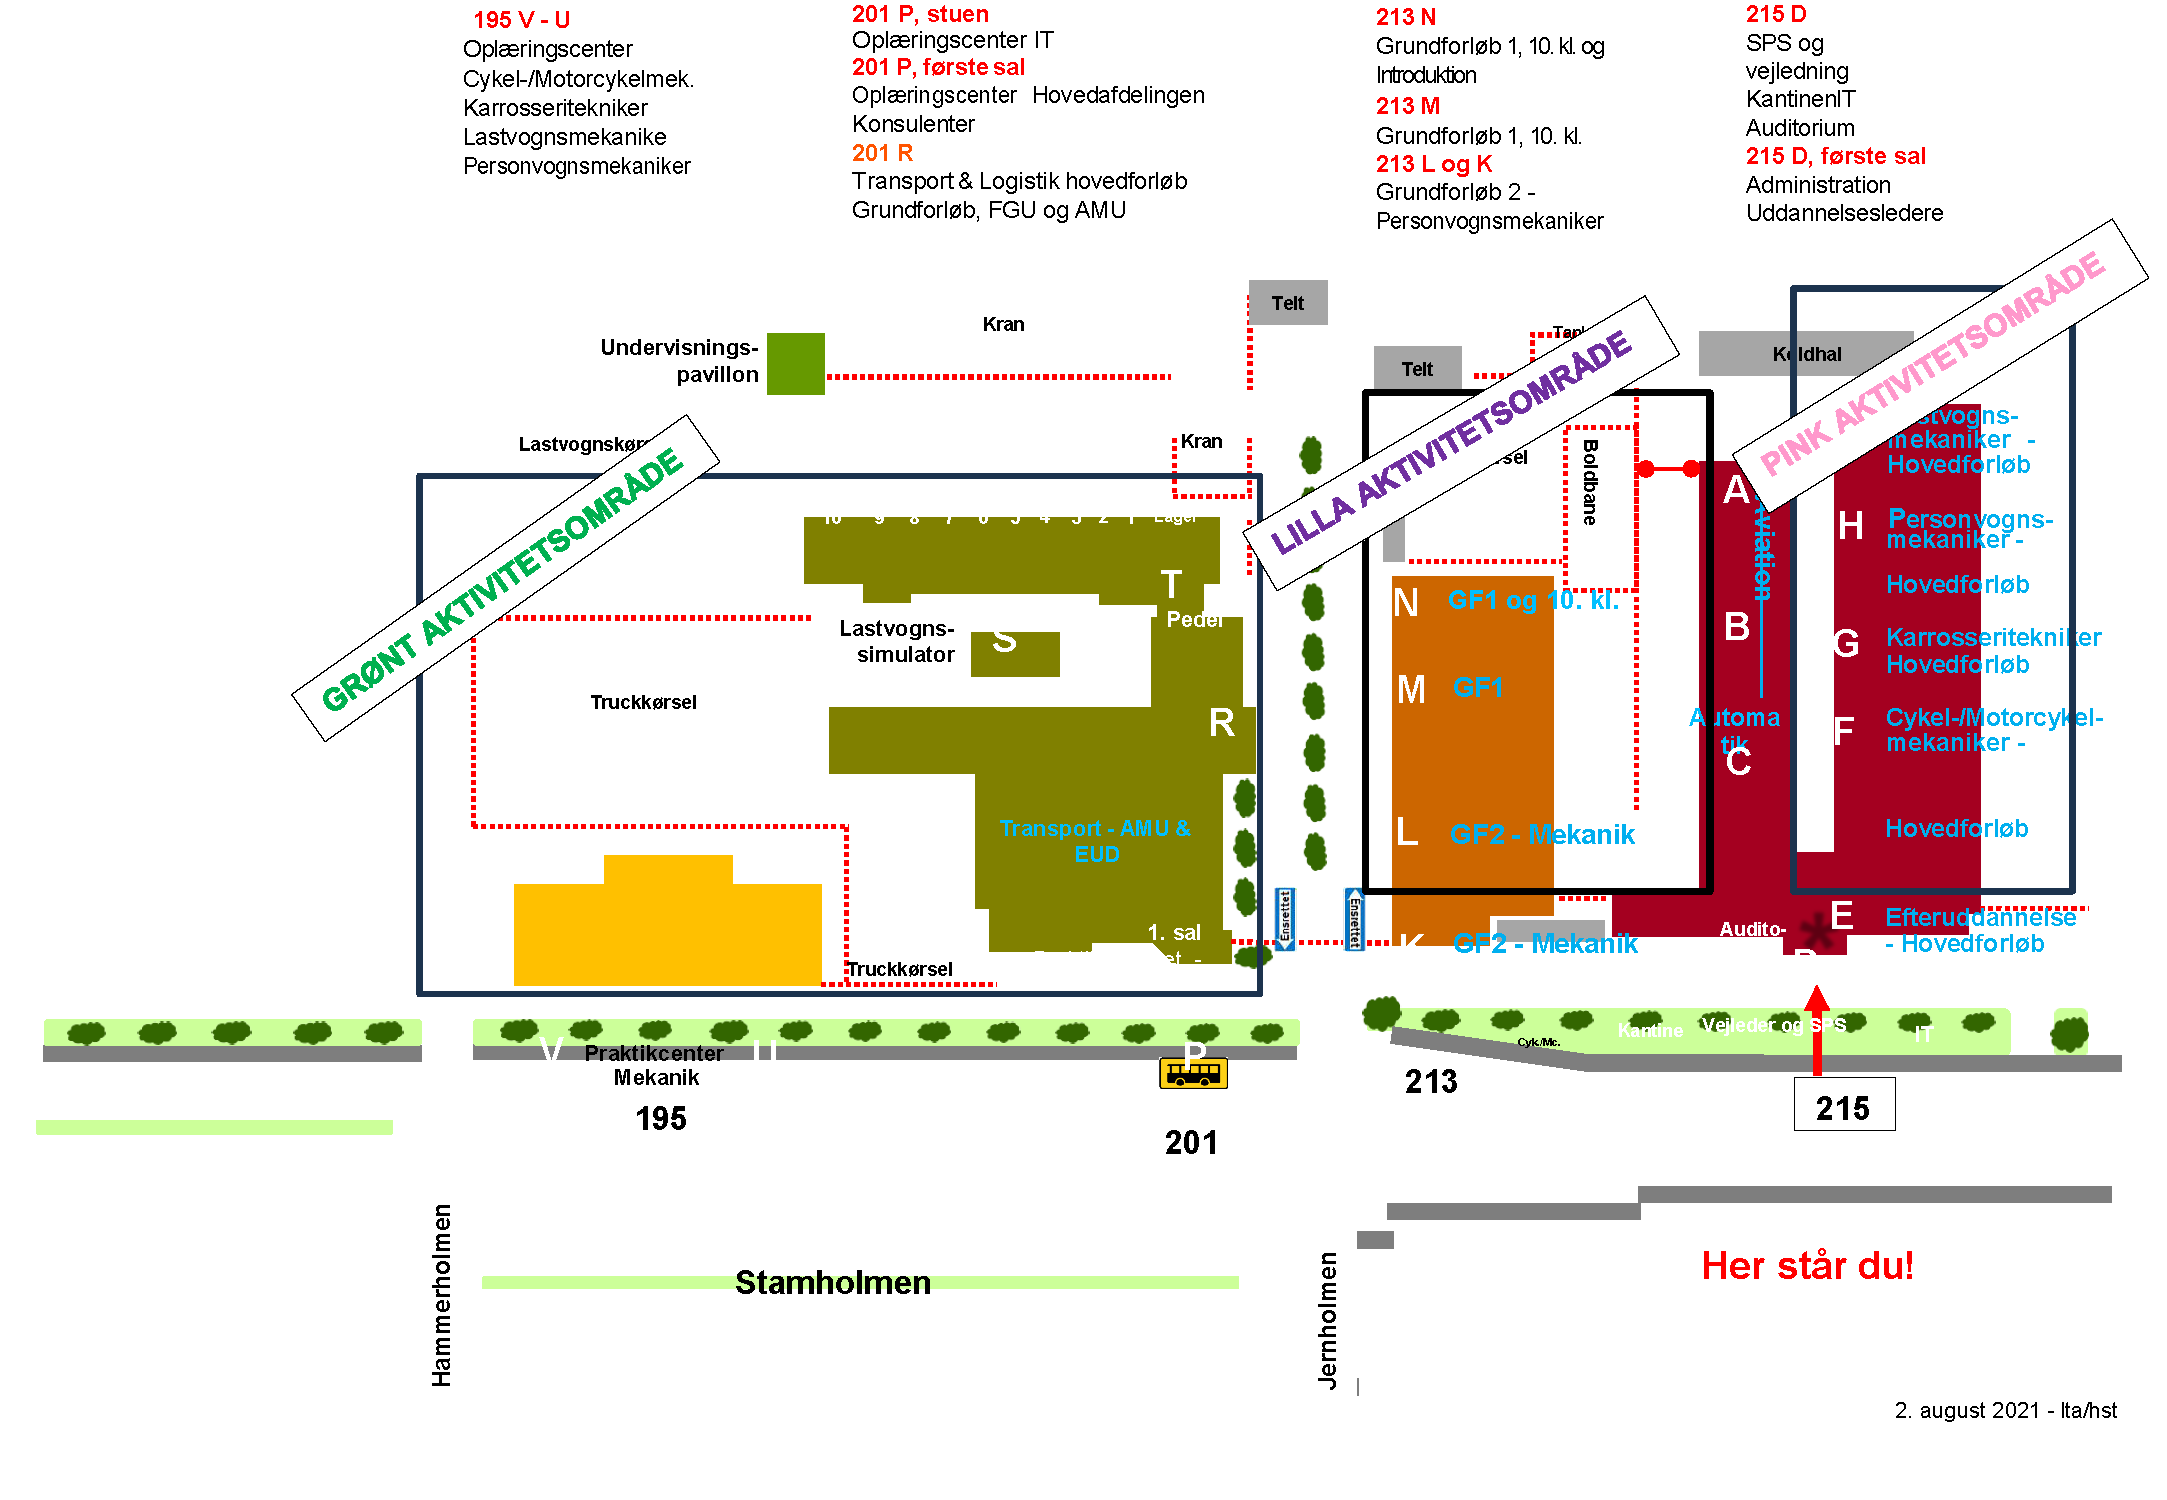 195 V - U
Oplæringscenter
Cykel-/Motorcykelmek.
Karrosseritekniker
Lastvognsmekanike
Personvognsmekaniker
201 P, stuen
Oplæringscenter IT
201 P, første sal
Oplæringscenter Hovedafdelingen
Konsulenter
201 R
Transport & Logistik hovedforløb
Grundforløb, FGU og AMU
213 N
Grundforløb 1, 10. kl. og
Introduktion
213 M
Grundforløb 1, 10. kl.
213 L og K
Grundforløb 2 -
Personvognsmekaniker
215 D
SPS og
vejledning
KantinenIT
Auditorium
215 D, første sal
Administration
Uddannelsesledere
Telt
Kran
Undervisnings-
pavillon
Telt
Koldhal
LILLA AKTIVITETSOMRÅDE
PINK AKTIVITETSOMRÅDE
GRØNT AKTIVITETSOMRÅDE
Kran
Boldbane
mekaniker -
Hovedforløb
A
H
Personvogns-
mekaniker -
Hovedforløb
10 9 8 7 6 5 4 3 2 1 Lager
T
Pedel
Lastvogns-
simulator
S
N
GF1 og 10. kl.
B
G
Karrosseritekniker
Hovedforløb
Truckkørsel
R
M
GF1
Automa
tik
C
F
Cykel-/Motorcykel-
mekaniker -
Hovedforløb
Transport - AMU &
EUD
L
GF2 - Mekanik
Ensrettet
Ensrettet
1. sal
Truckkørsel
K
GF2 - Mekanik
Audito-
E
Efteruddannelse
- Hovedforløb
V
Praktikcenter
Mekanik
U
P
Cyk./Mc.
Kantine
Vejleder og SPS
IT
195
201
213
215
Hammerholmen
Stamholmen
Jernholmen
Her står du!
2. august 2021 - lta/hst